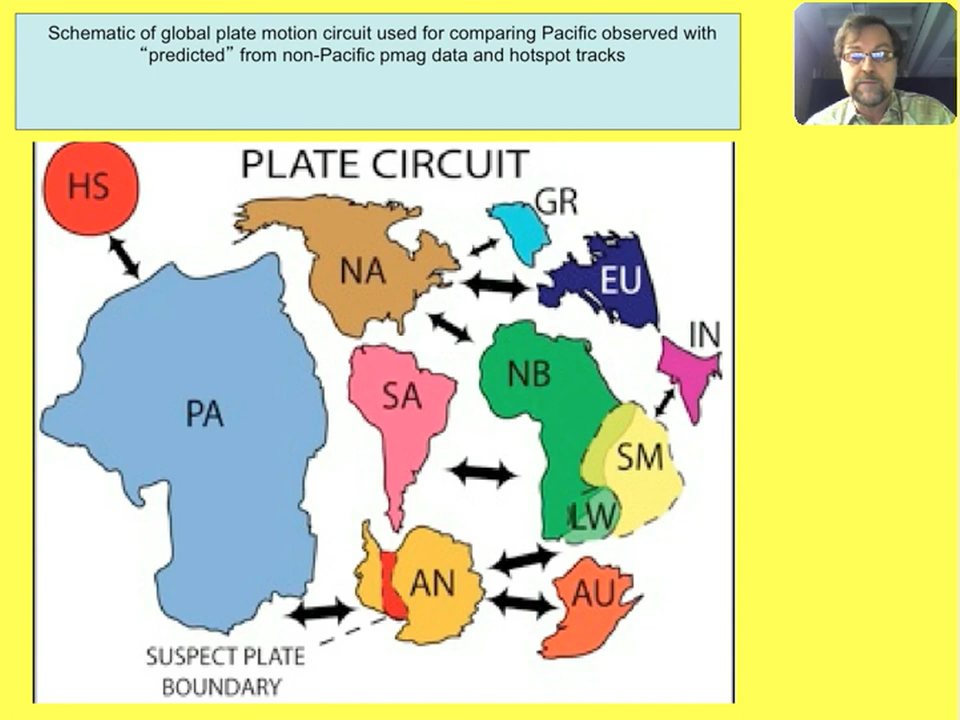 Schematic of global plate motion circuit used for comparing Pacific observed with
“predicted” from non-Pacific pmag data and hotspot tracks
PLATE CIRCUIT
HS
GR
NA
EU
IN
NB
SA
PA
SM
LW
AN
AU
SUSPECT PLATE
BOUNDARY